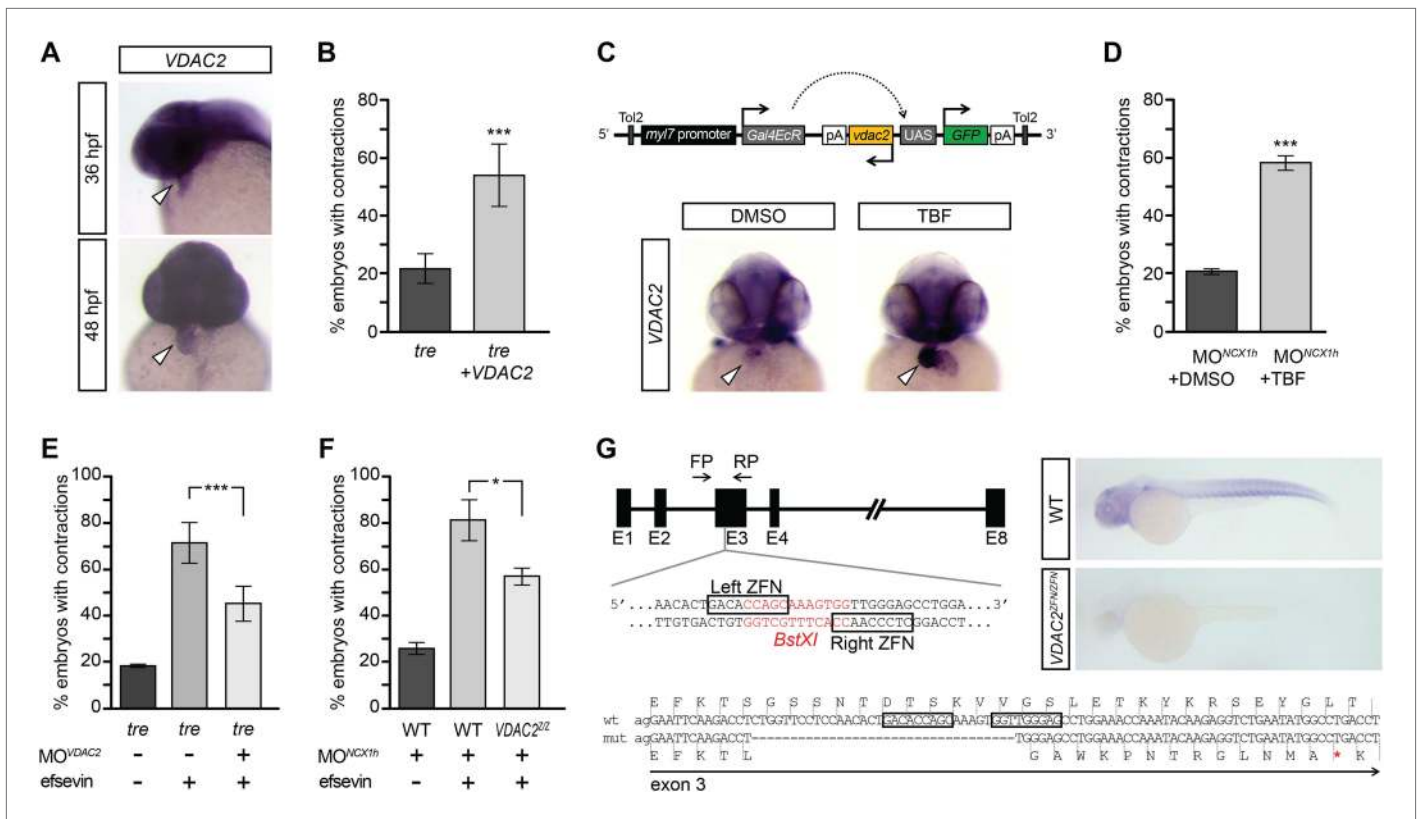 A
VDAC2
36 hpf
48 hpf
B
% embryos with contractions
80
60
40
20
0
***
tre
tre
+VDAC2
C
5' Tol2 myl7 promoter Gal4EcR pA vdac2 UAS GFP pA Tol2 3'
DMSO TBF
VDAC2
D
% embryos with contractions
80
60
40
20
0
***
MO^NCX1h
+DMSO
MO^NCX1h
+TBF
E
% embryos with contractions
100
80
60
40
20
0
***
tre tre tre
MO^VDAC2 - - +
efsevin - + +
F
% embryos with contractions
100
80
60
40
20
0
*
WT WT VDAC2^Z/Z
MO^NCX1h + + +
efsevin - + +
G
FP RP
E1 E2 E3 E4 E8
Left ZFN
5'...AACACTGACACCAGCAAAGTGGTTGGGAGCCTGGA...3'
...TTGTGACTGTGGTCGTTTCACCAACCCTCGGACCT...
BstXI Right ZFN
WT
VDAC2^ZFN/ZFN
E F K T S G S S N T D T S K V V G S L E T K Y K R S E Y G L T
wt agGAATTCAAGACCTCTGGTTCCTCCAACACTGACACCAGCAAAGTGGTTGGGAGCCTGGAAACCAAATACAAGAGGTCTGAATATGGCCTGACCT
mut agGAATTCAAGACCT----------------------------------TGGGAGCCTGGAAACCAAATACAAGAGGTCTGAATATGGCCTGACCT
E F K T L G A W K P N T R G L N M A * K
exon 3